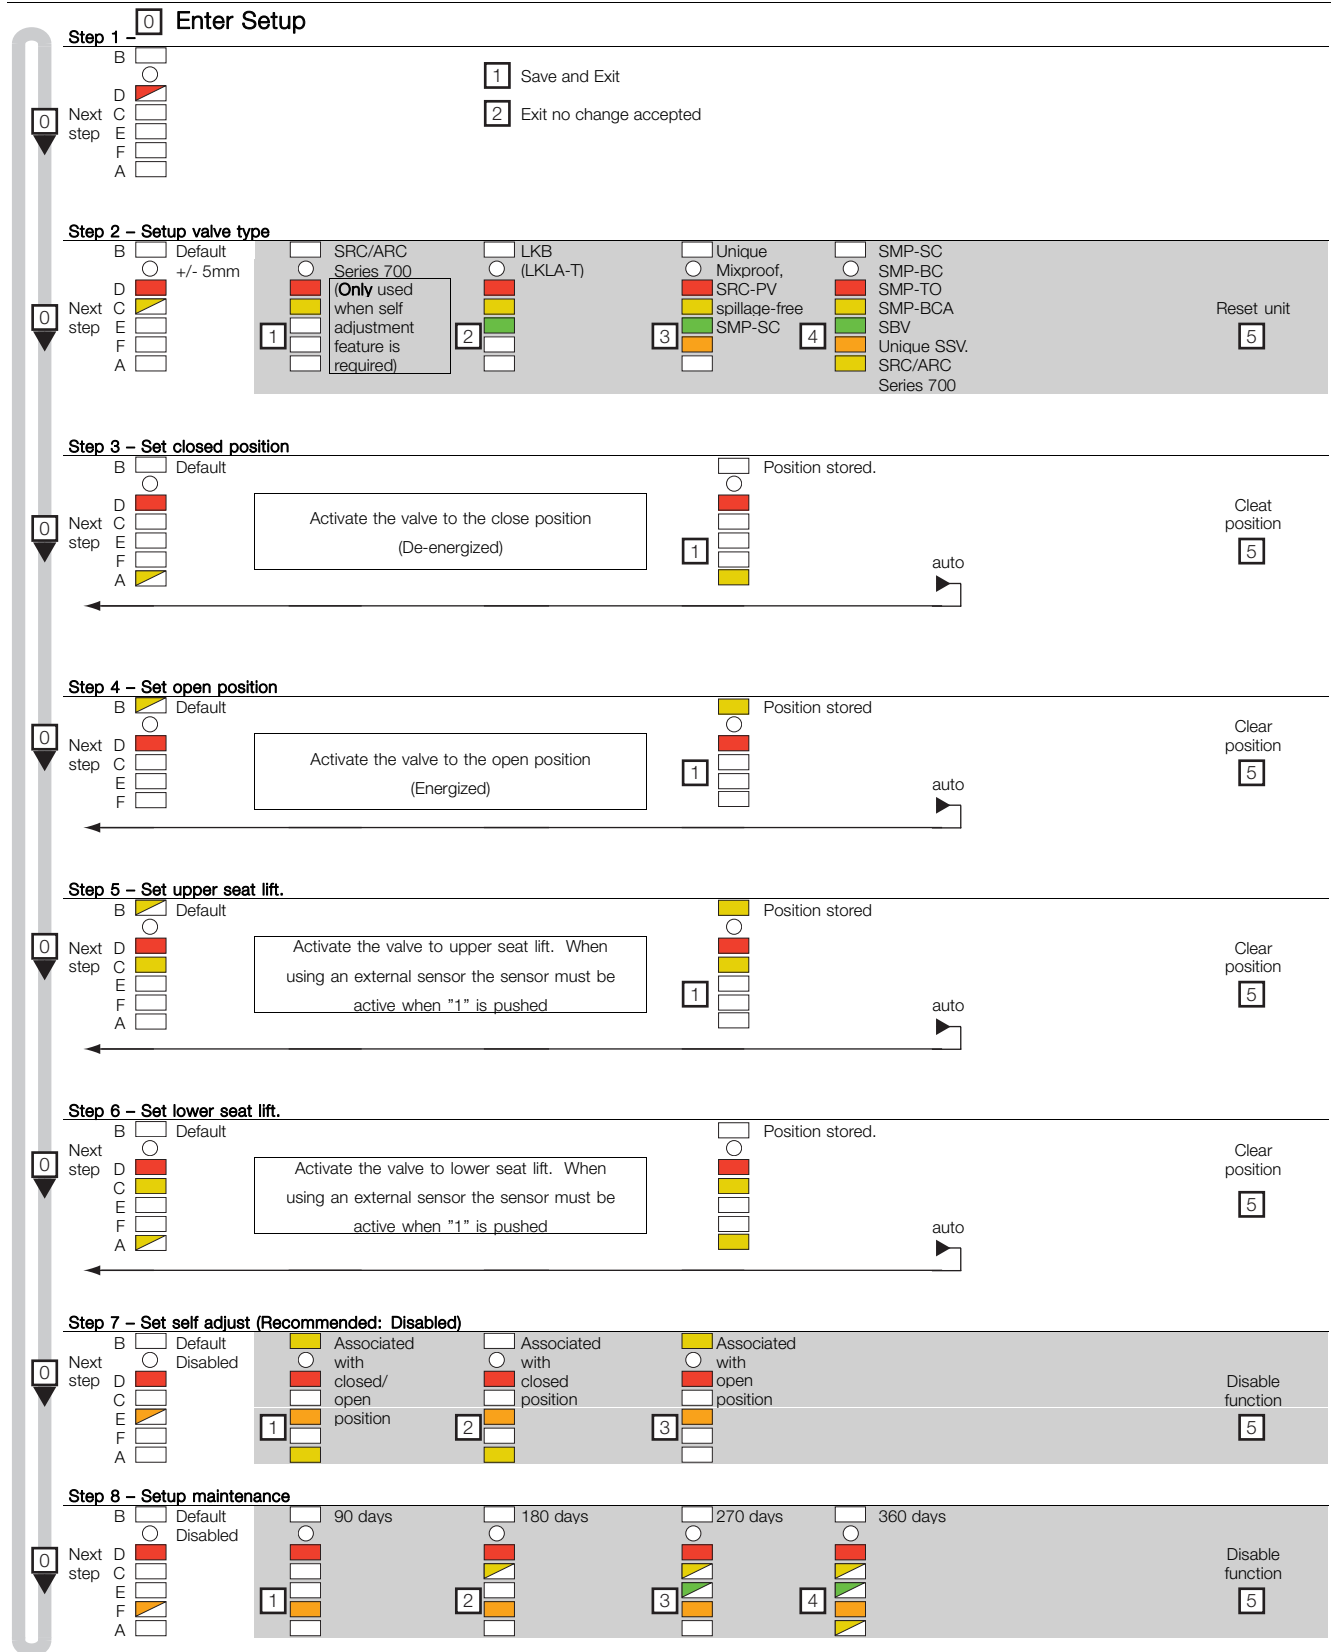 0 Enter Setup
Step 1 –
B
D
Next C
step E
F
A
0
1 Save and Exit
2 Exit no change accepted
Step 2 – Setup valve type
B Default
+/- 5mm
D
Next C
step E
F
A
0
1
SRC/ARC
Series 700
(Only used
when self
adjustment
feature is
required)
2
LKB
(LKLA-T)
3
Unique
Mixproof,
SRC-PV
spillage-free
SMP-SC
4
SMP-SC
SMP-BC
SMP-TO
SMP-BCA
SBV
Unique SSV.
SRC/ARC
Series 700
Reset unit
5
Step 3 – Set closed position
B Default
D
Next C
step E
F
A
0
Activate the valve to the close position
(De-energized)
1
Position stored.
auto
Cleat
position
5
Step 4 – Set open position
B Default
Next D
step C
E
F
0
Activate the valve to the open position
(Energized)
1
Position stored
auto
Clear
position
5
Step 5 – Set upper seat lift.
B Default
Next D
step C
E
F
A
0
Activate the valve to upper seat lift. When
using an external sensor the sensor must be
active when ”1” is pushed
1
Position stored
auto
Clear
position
5
Step 6 – Set lower seat lift.
B Default
Next
step D
C
E
F
A
0
Activate the valve to lower seat lift. When
using an external sensor the sensor must be
active when ”1” is pushed
Position stored.
auto
Clear
position
5
Step 7 – Set self adjust (Recommended: Disabled)
B Default
Next Disabled
step D
C
E
F
A
0
1
Associated
with
closed/
open
position
2
Associated
with
closed
position
3
Associated
with
open
position
Disable
function
5
Step 8 – Setup maintenance
B Default
Disabled
Next D
step C
E
F
A
0
1
90 days
2
180 days
3
270 days
4
360 days
Disable
function
5